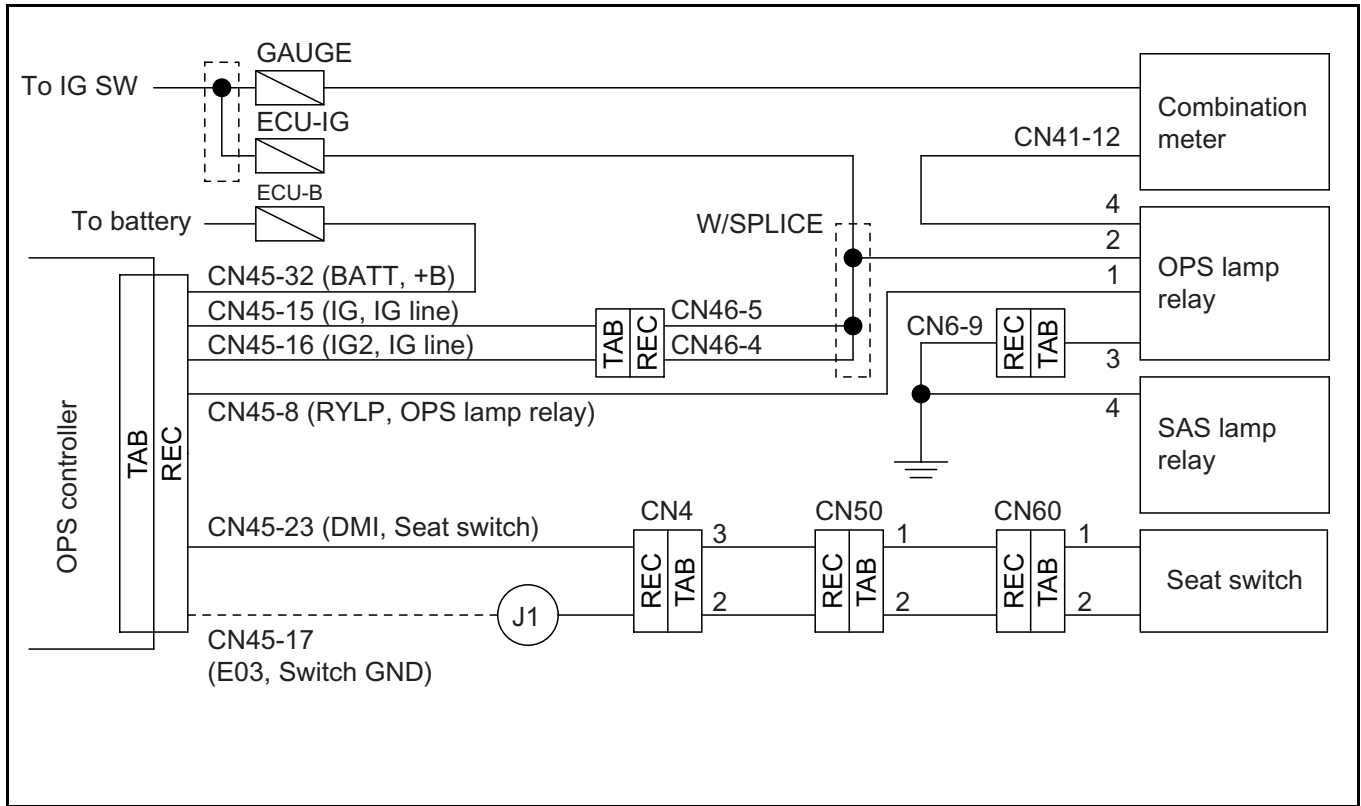 GAUGE
To IG SW
Combination
meter
ECU-IG
CN41-12
ECU-B
To battery
W/SPLICE
4
2
1
OPS lamp
relay
CN45-32 (BATT, +B)
CN45-15 (IG, IG line)
CN46-5
CN6-9
TAB
REC
REC
TAB
CN45-16 (IG2, IG line)
CN46-4
3
CN45-8 (RYLP, OPS lamp relay)
4
SAS lamp
relay
OPS controller
TAB
REC
CN45-23 (DMI, Seat switch)
CN4
CN50
CN60
3
1
1
REC
TAB
REC
TAB
REC
TAB
Seat switch
J1
2
2
2
CN45-17
(E03, Switch GND)